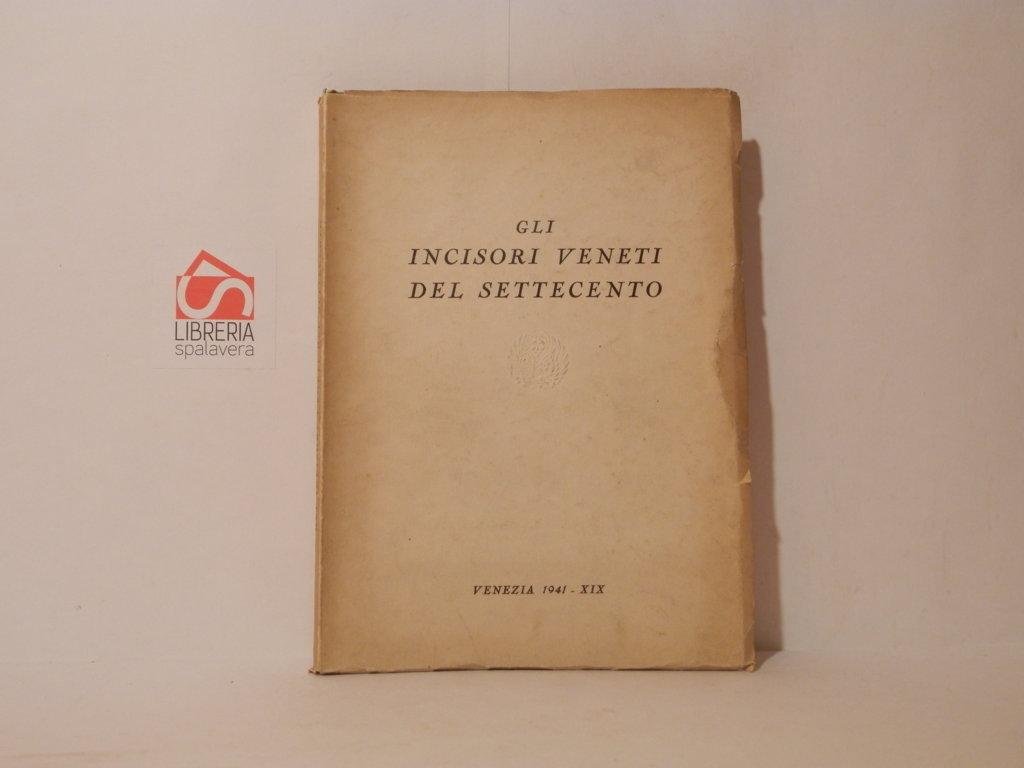 GLI
INCISORI VENETI
DEL SETTECENTO
VENEZIA 1941 - XIX
LIBRERIA
spalavera